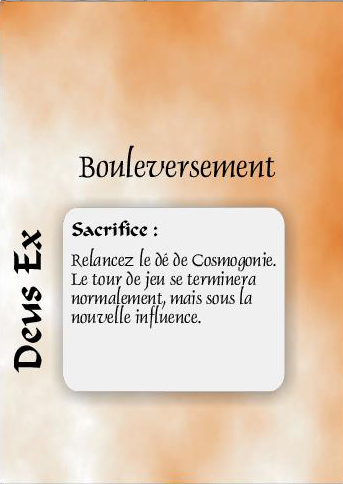 Bouleversement
Deus Ex
Sacrifice :
Relancez le dé de Cosmogonie.
Le tour de jeu se terminera
normalement, mais sous la
nouvelle influence.